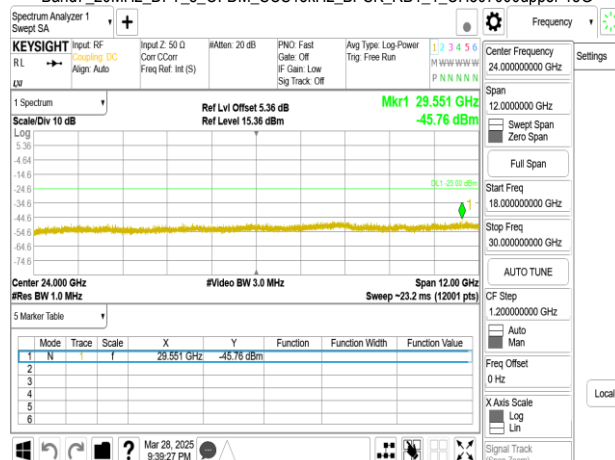 Spectrum Analyzer 1
Swept SA
Frequency
Settings
KEYSIGHT
RL
LXI
Input: RF
Coupling: DC
Align: Auto
Input Z: 50 Ω
Corr CCorr
Freq Ref: Int (S)
#Atten: 20 dB
PNO: Fast
Gate: Off
IF Gain: Low
Sig Track: Off
Avg Type: Log-Power
Trig: Free Run
1 2 3 4 5 6
M W W W W W
P N N N N N
Center Frequency
24.000000000 GHz
Span
12.0000000 GHz
Swept Span
Zero Span
Full Span
Start Freq
18.000000000 GHz
Stop Freq
30.000000000 GHz
AUTO TUNE
CF Step
1.200000000 GHz
Auto
Man
Freq Offset
0 Hz
X Axis Scale
Log
Lin
Signal Track
(Span Zoom)
Local
1 Spectrum
Scale/Div 10 dB
Ref Lvl Offset 5.36 dB
Ref Level 15.36 dBm
Mkr1 29.551 GHz
-45.76 dBm
Log
5.36
-4.64
-14.6
-24.6
-34.6
-44.6
-54.6
-64.6
-74.6
DL1 -25.00 dBm
1
Center 24.000 GHz
#Res BW 1.0 MHz
#Video BW 3.0 MHz
Span 12.00 GHz
Sweep ~23.2 ms (12001 pts)
5 Marker Table
Mode Trace Scale X Y Function Function Width Function Value
1 N 1 f 29.551 GHz -45.76 dBm
2
3
4
5
6
?
Mar 28, 2025
9:39:27 PM